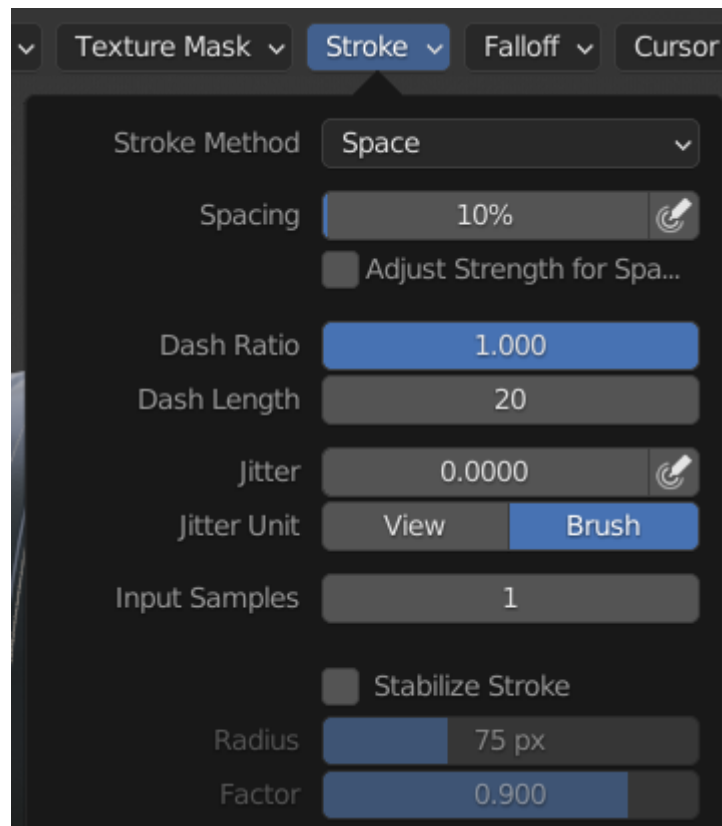 Texture Mask Stroke Falloff Cursor
Stroke Method Space
Spacing 10%
Adjust Strength for Spa...
Dash Ratio 1.000
Dash Length 20
Jitter 0.0000
Jitter Unit View Brush
Input Samples 1
Stabilize Stroke
Radius 75 px
Factor 0.900